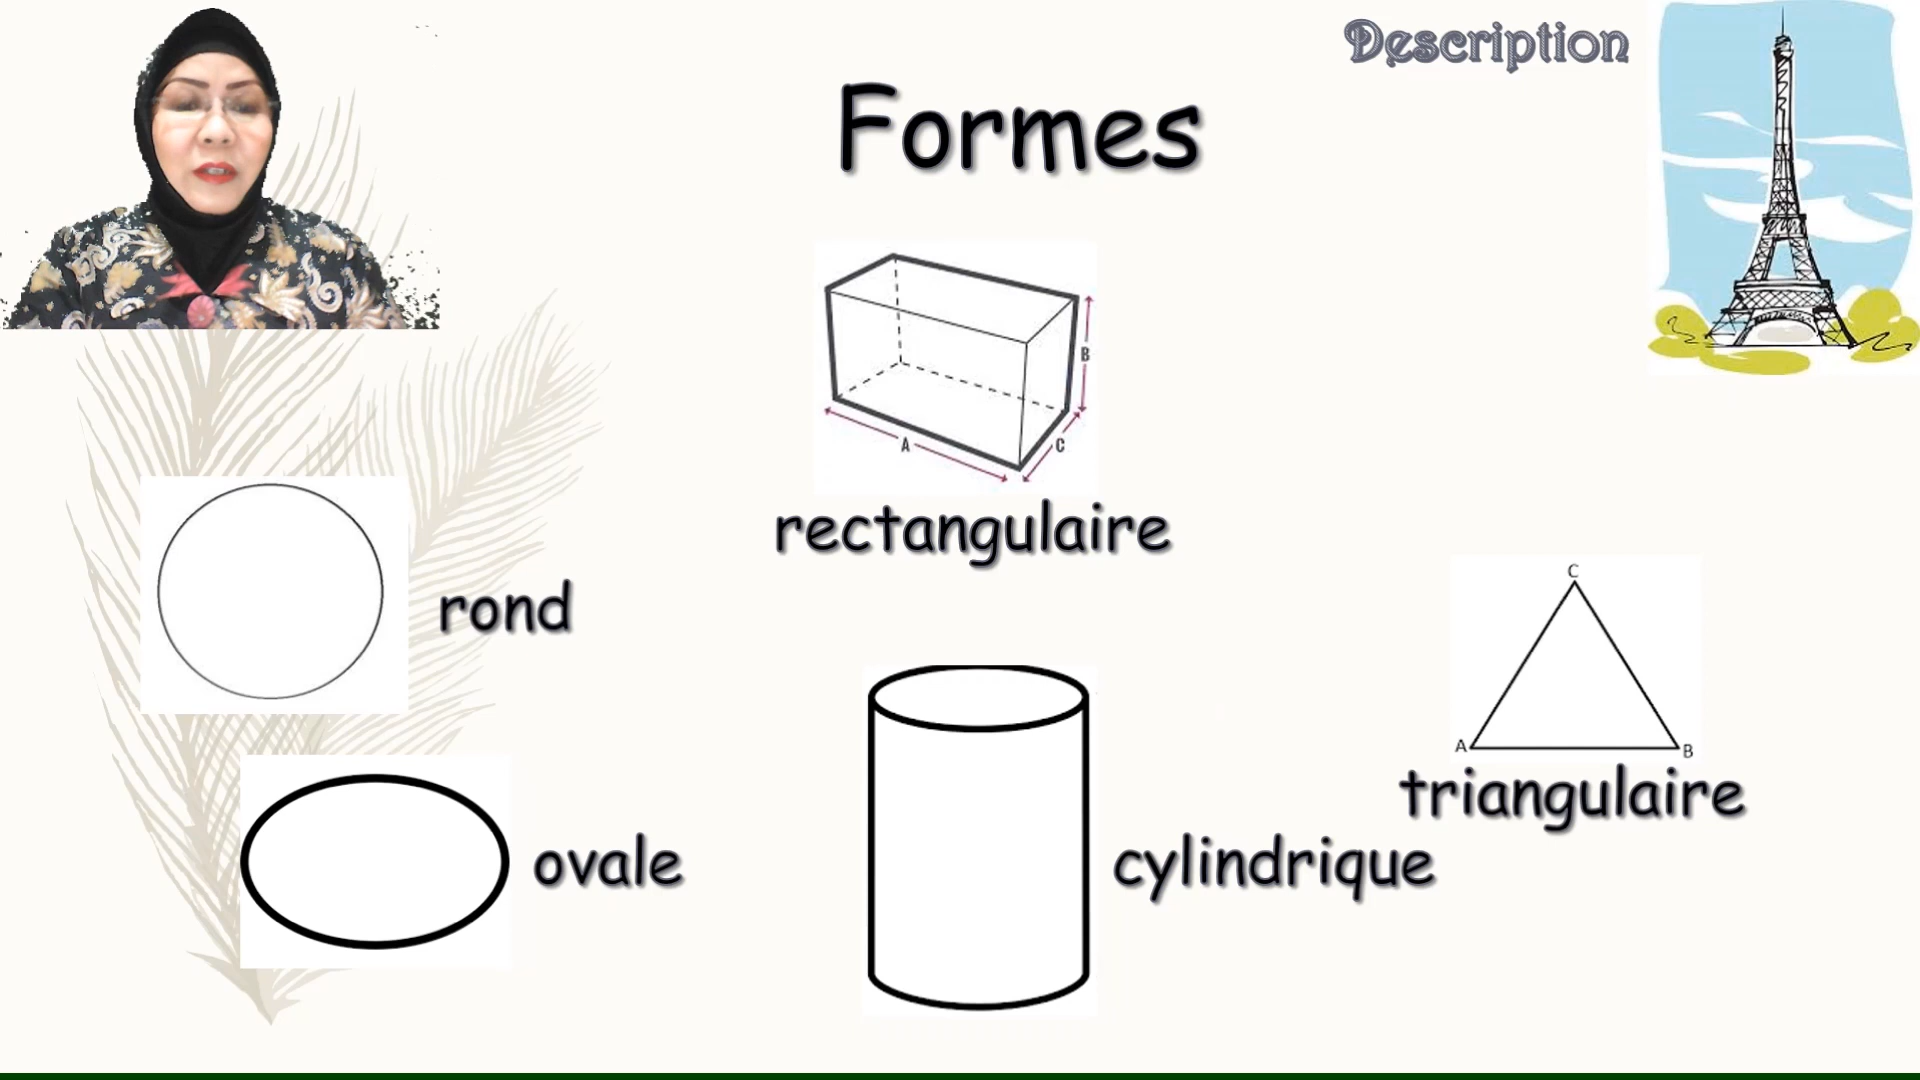 Description
Formes
B
A
C
rectangulaire
rond
C
A
B
triangulaire
ovale
cylindrique